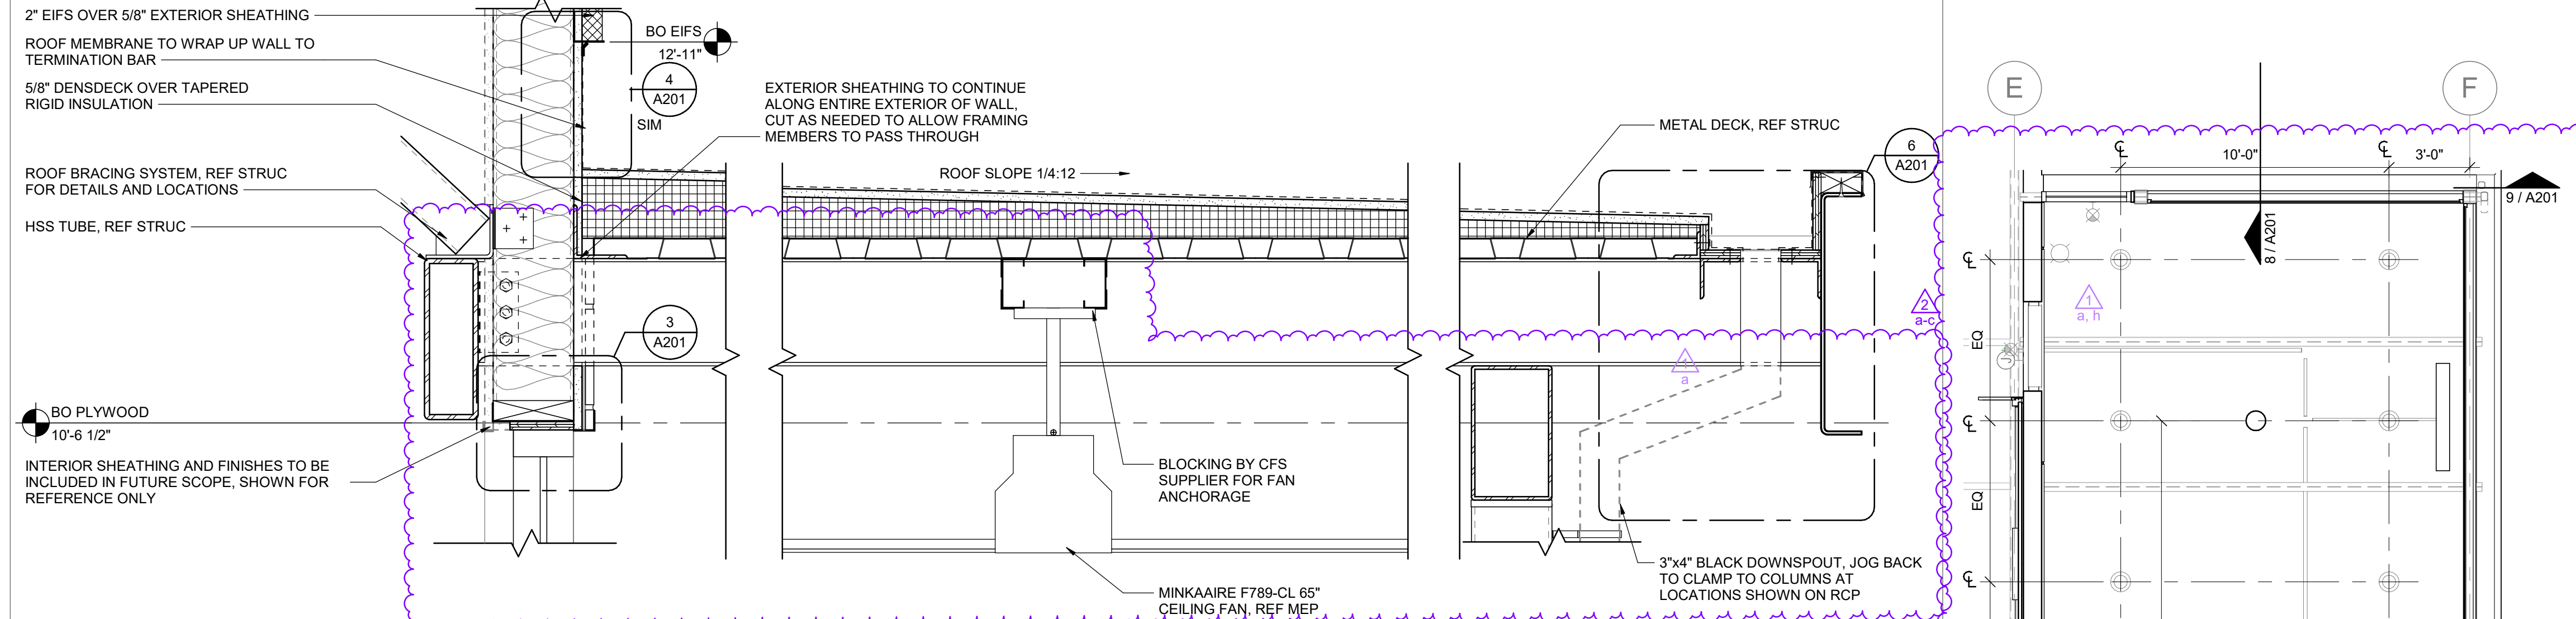 2" EIFS OVER 5/8" EXTERIOR SHEATHING
ROOF MEMBRANE TO WRAP UP WALL TO
TERMINATION BAR
5/8" DENSDECK OVER TAPERED
RIGID INSULATION
ROOF BRACING SYSTEM, REF STRUC
FOR DETAILS AND LOCATIONS
HSS TUBE, REF STRUC
BO PLYWOOD
10'-6 1/2"
INTERIOR SHEATHING AND FINISHES TO BE
INCLUDED IN FUTURE SCOPE, SHOWN FOR
REFERENCE ONLY
BO EIFS
12'-11"
4
A201
SIM
EXTERIOR SHEATHING TO CONTINUE
ALONG ENTIRE EXTERIOR OF WALL,
CUT AS NEEDED TO ALLOW FRAMING
MEMBERS TO PASS THROUGH
3
A201
ROOF SLOPE 1/4:12
BLOCKING BY CFS
SUPPLIER FOR FAN
ANCHORAGE
MINKAAIRE F789-CL 65"
CEILING FAN, REF MEP
METAL DECK, REF STRUC
6
A201
1
a
2
a-c
3"x4" BLACK DOWNSPOUT, JOG BACK
TO CLAMP TO COLUMNS AT
LOCATIONS SHOWN ON RCP
E
F
℄
10'-0"
℄
3'-0"
9 / A201
8 / A201
℄
1
a, h
EQ
J
℄
EQ
℄